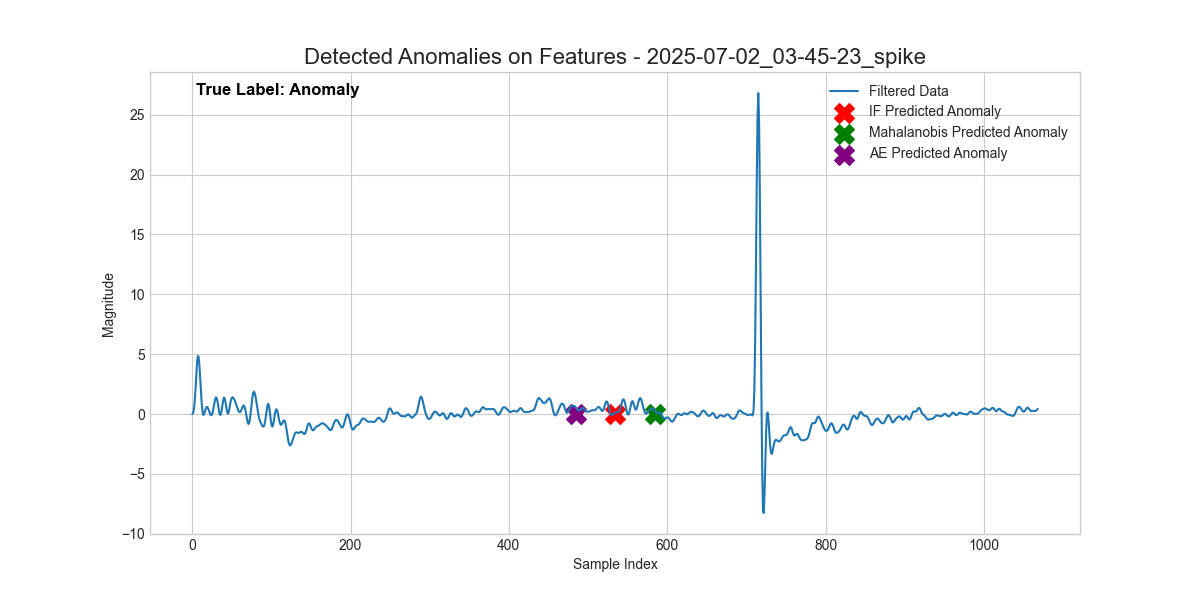 Detected Anomalies on Features - 2025-07-02_03-45-23_spike
True Label: Anomaly
Filtered Data
IF Predicted Anomaly
Mahalanobis Predicted Anomaly
AE Predicted Anomaly
Magnitude
25
20
15
10
5
0
−5
−10
0 200 400 600 800 1000
Sample Index